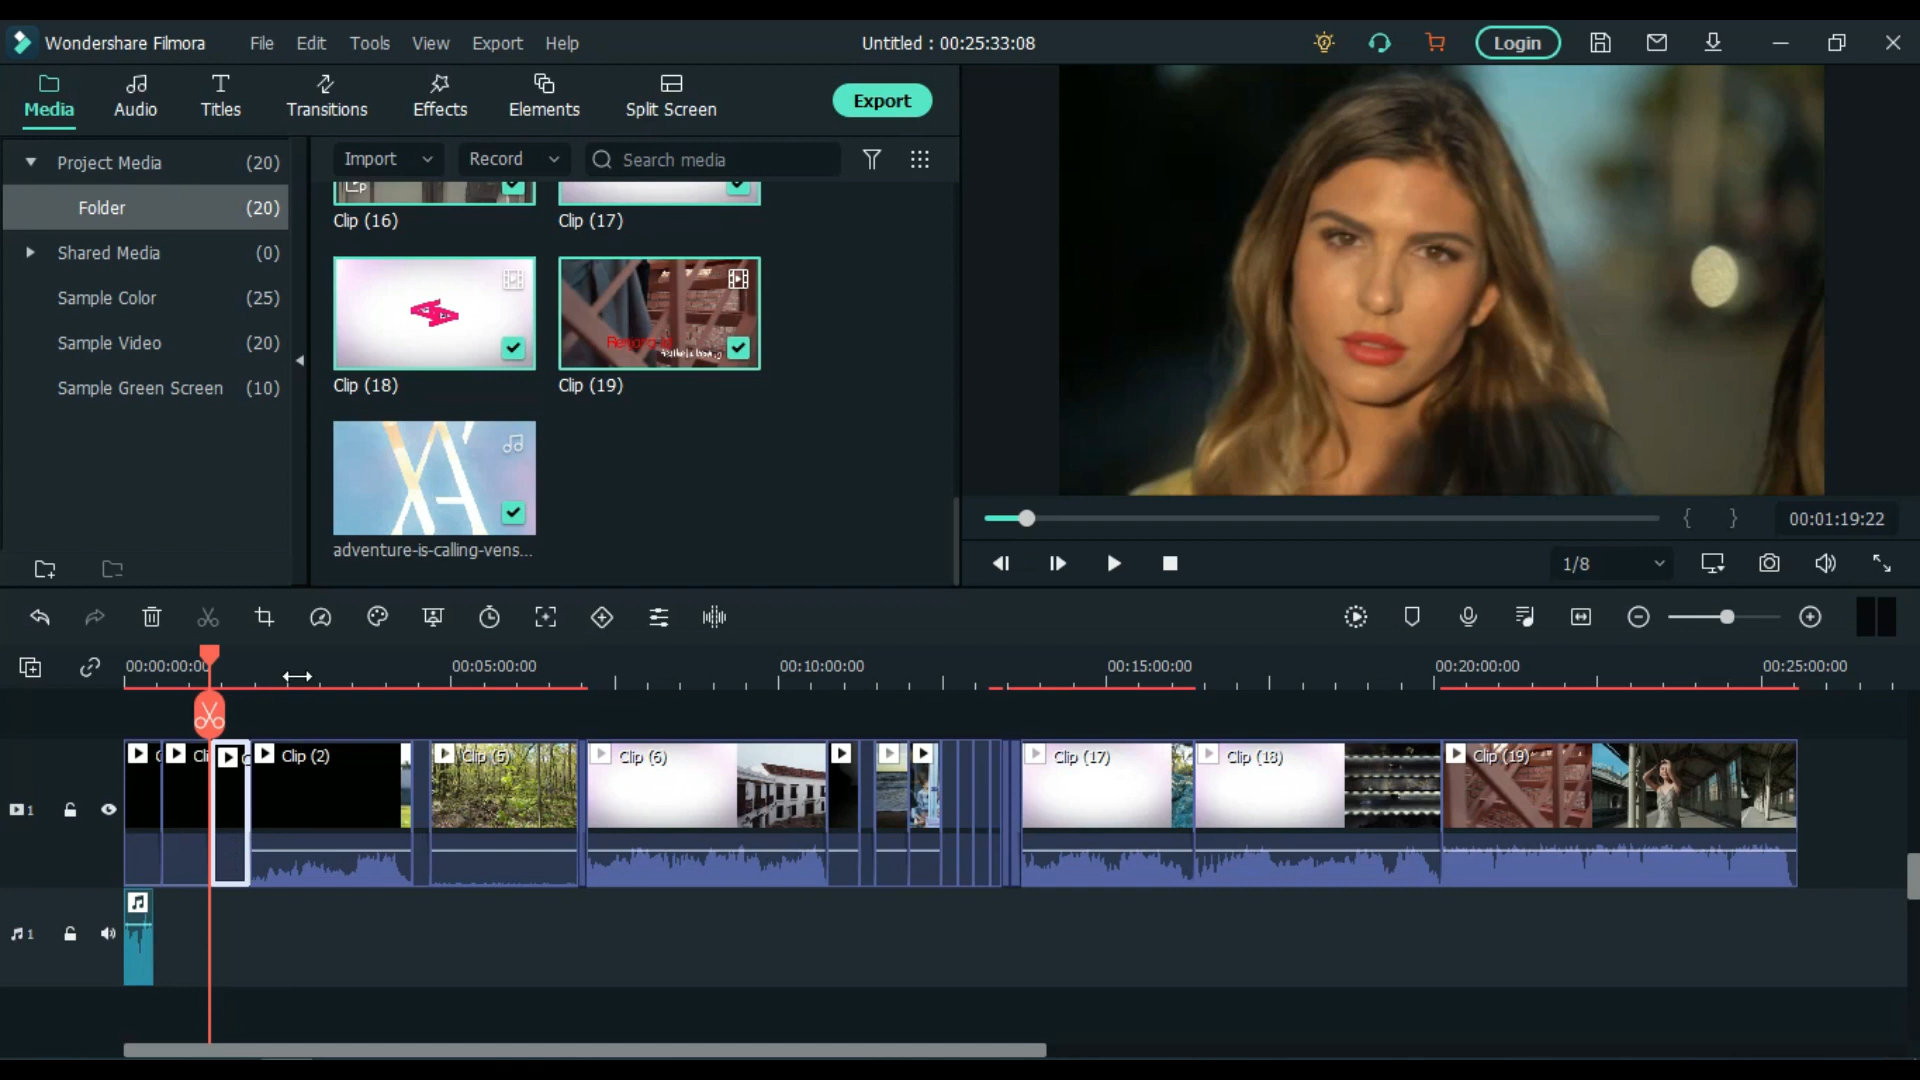 Wondershare Filmora
File Edit Tools View Export Help
Untitled : 00:25:33:08
Login
Media
Audio
Titles
Transitions
Effects
Elements
Split Screen
Export
Project Media (20)
Folder (20)
Shared Media (0)
Sample Color (25)
Sample Video (20)
Sample Green Screen (10)
Import
Record
Search media
Clip (16)
Clip (17)
Clip (18)
Clip (19)
adventure-is-calling-vens...
{ } 00:01:19:22
1/8
00:00:00:00 00:05:00:00 00:10:00:00 00:15:00:00 00:20:00:00 00:25:00:00
Clip (2)
Clip (5)
Clip (6)
Clip (17)
Clip (18)
Clip (19)
1
1